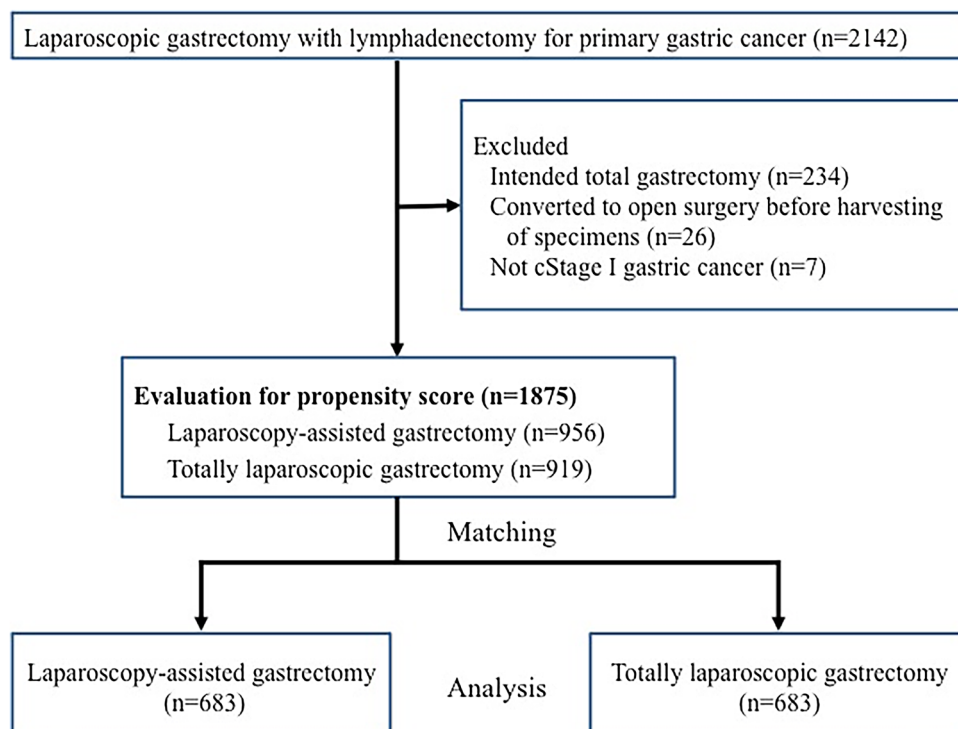 Laparoscopic gastrectomy with lymphadenectomy for primary gastric cancer (n=2142)
Excluded
Intended total gastrectomy (n=234)
Converted to open surgery before harvesting
of specimens (n=26)
Not cStage I gastric cancer (n=7)
Evaluation for propensity score (n=1875)
Laparoscopy-assisted gastrectomy (n=956)
Totally laparoscopic gastrectomy (n=919)
Matching
Laparoscopy-assisted gastrectomy
(n=683)
Analysis
Totally laparoscopic gastrectomy
(n=683)